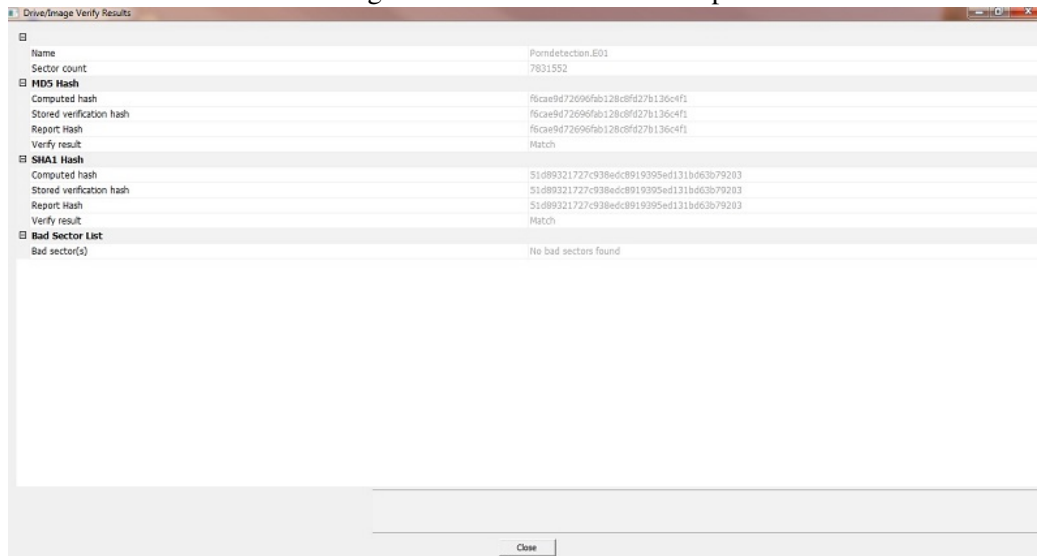 Drive/Image Verify Results
Name Porndetection.E01
Sector count 7831552
MD5 Hash
Computed hash f6cae9d72696fab128c8fd27b136c4f1
Stored verification hash f6cae9d72696fab128c8fd27b136c4f1
Report Hash f6cae9d72696fab128c8fd27b136c4f1
Verify result Match
SHA1 Hash
Computed hash 51d89321727c938edc8919395ed131bd63b79203
Stored verification hash 51d89321727c938edc8919395ed131bd63b79203
Report Hash 51d89321727c938edc8919395ed131bd63b79203
Verify result Match
Bad Sector List
Bad sector(s) No bad sectors found
Close